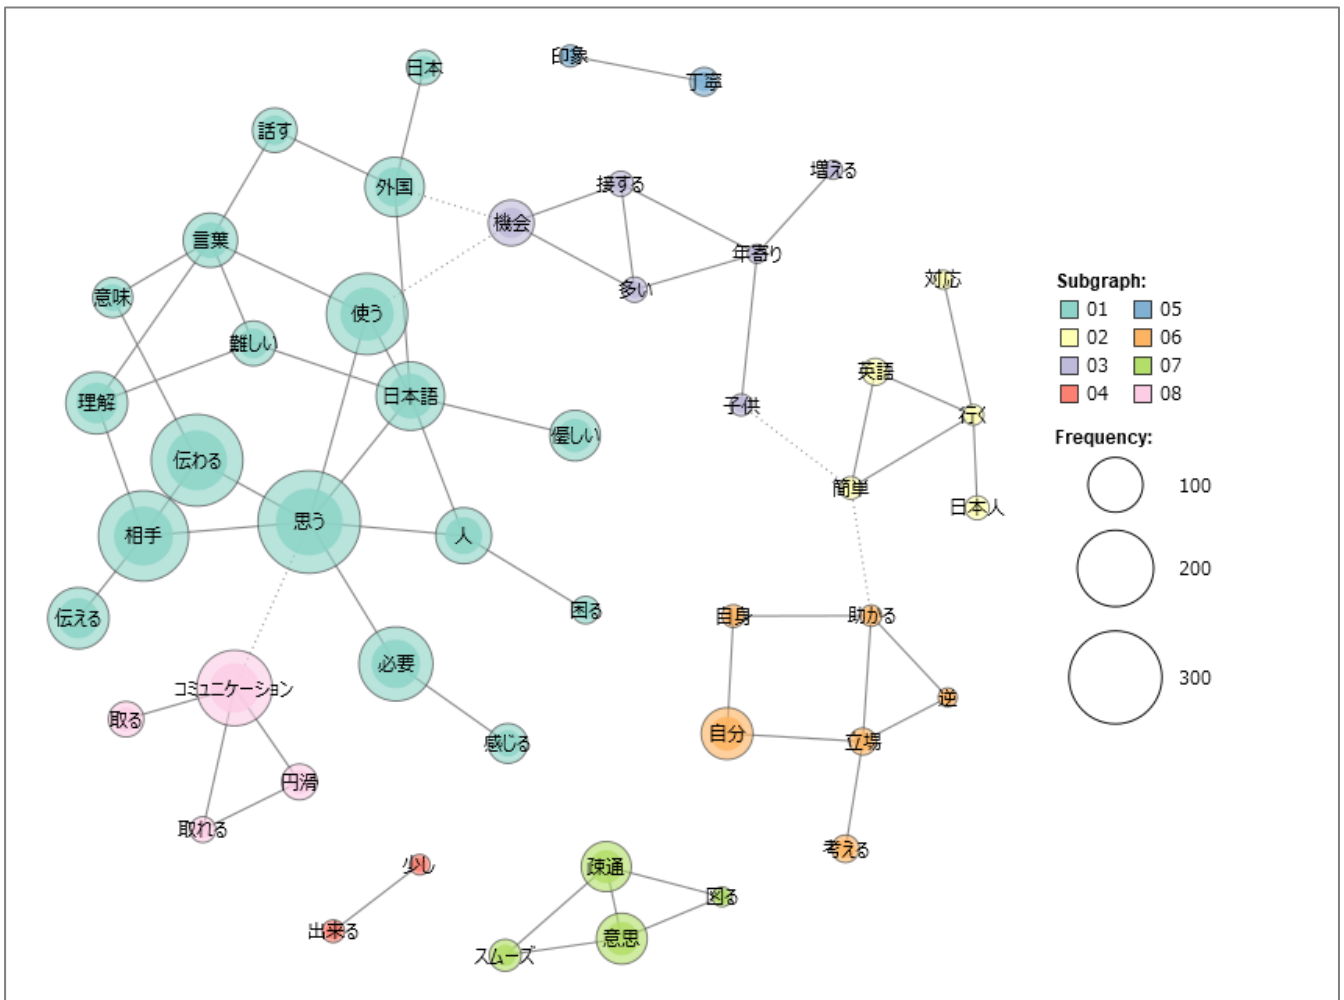 印象
日本
丁寧
話す
増える
接する
外国
機会
言葉
年寄り
対応
多い
意味
使う
難しい
英語
日本語
理解
子供
行く
優しい
伝わる
簡単
日本人
思う
相手
人
困る
伝える
自身
助かる
必要
コミュニケーション
逆
取る
自分
立場
感じる
円滑
取れる
考える
少し
疎通
図る
出来る
意思
スムーズ
Subgraph:
01 05
02 06
03 07
04 08
Frequency:
100
200
300